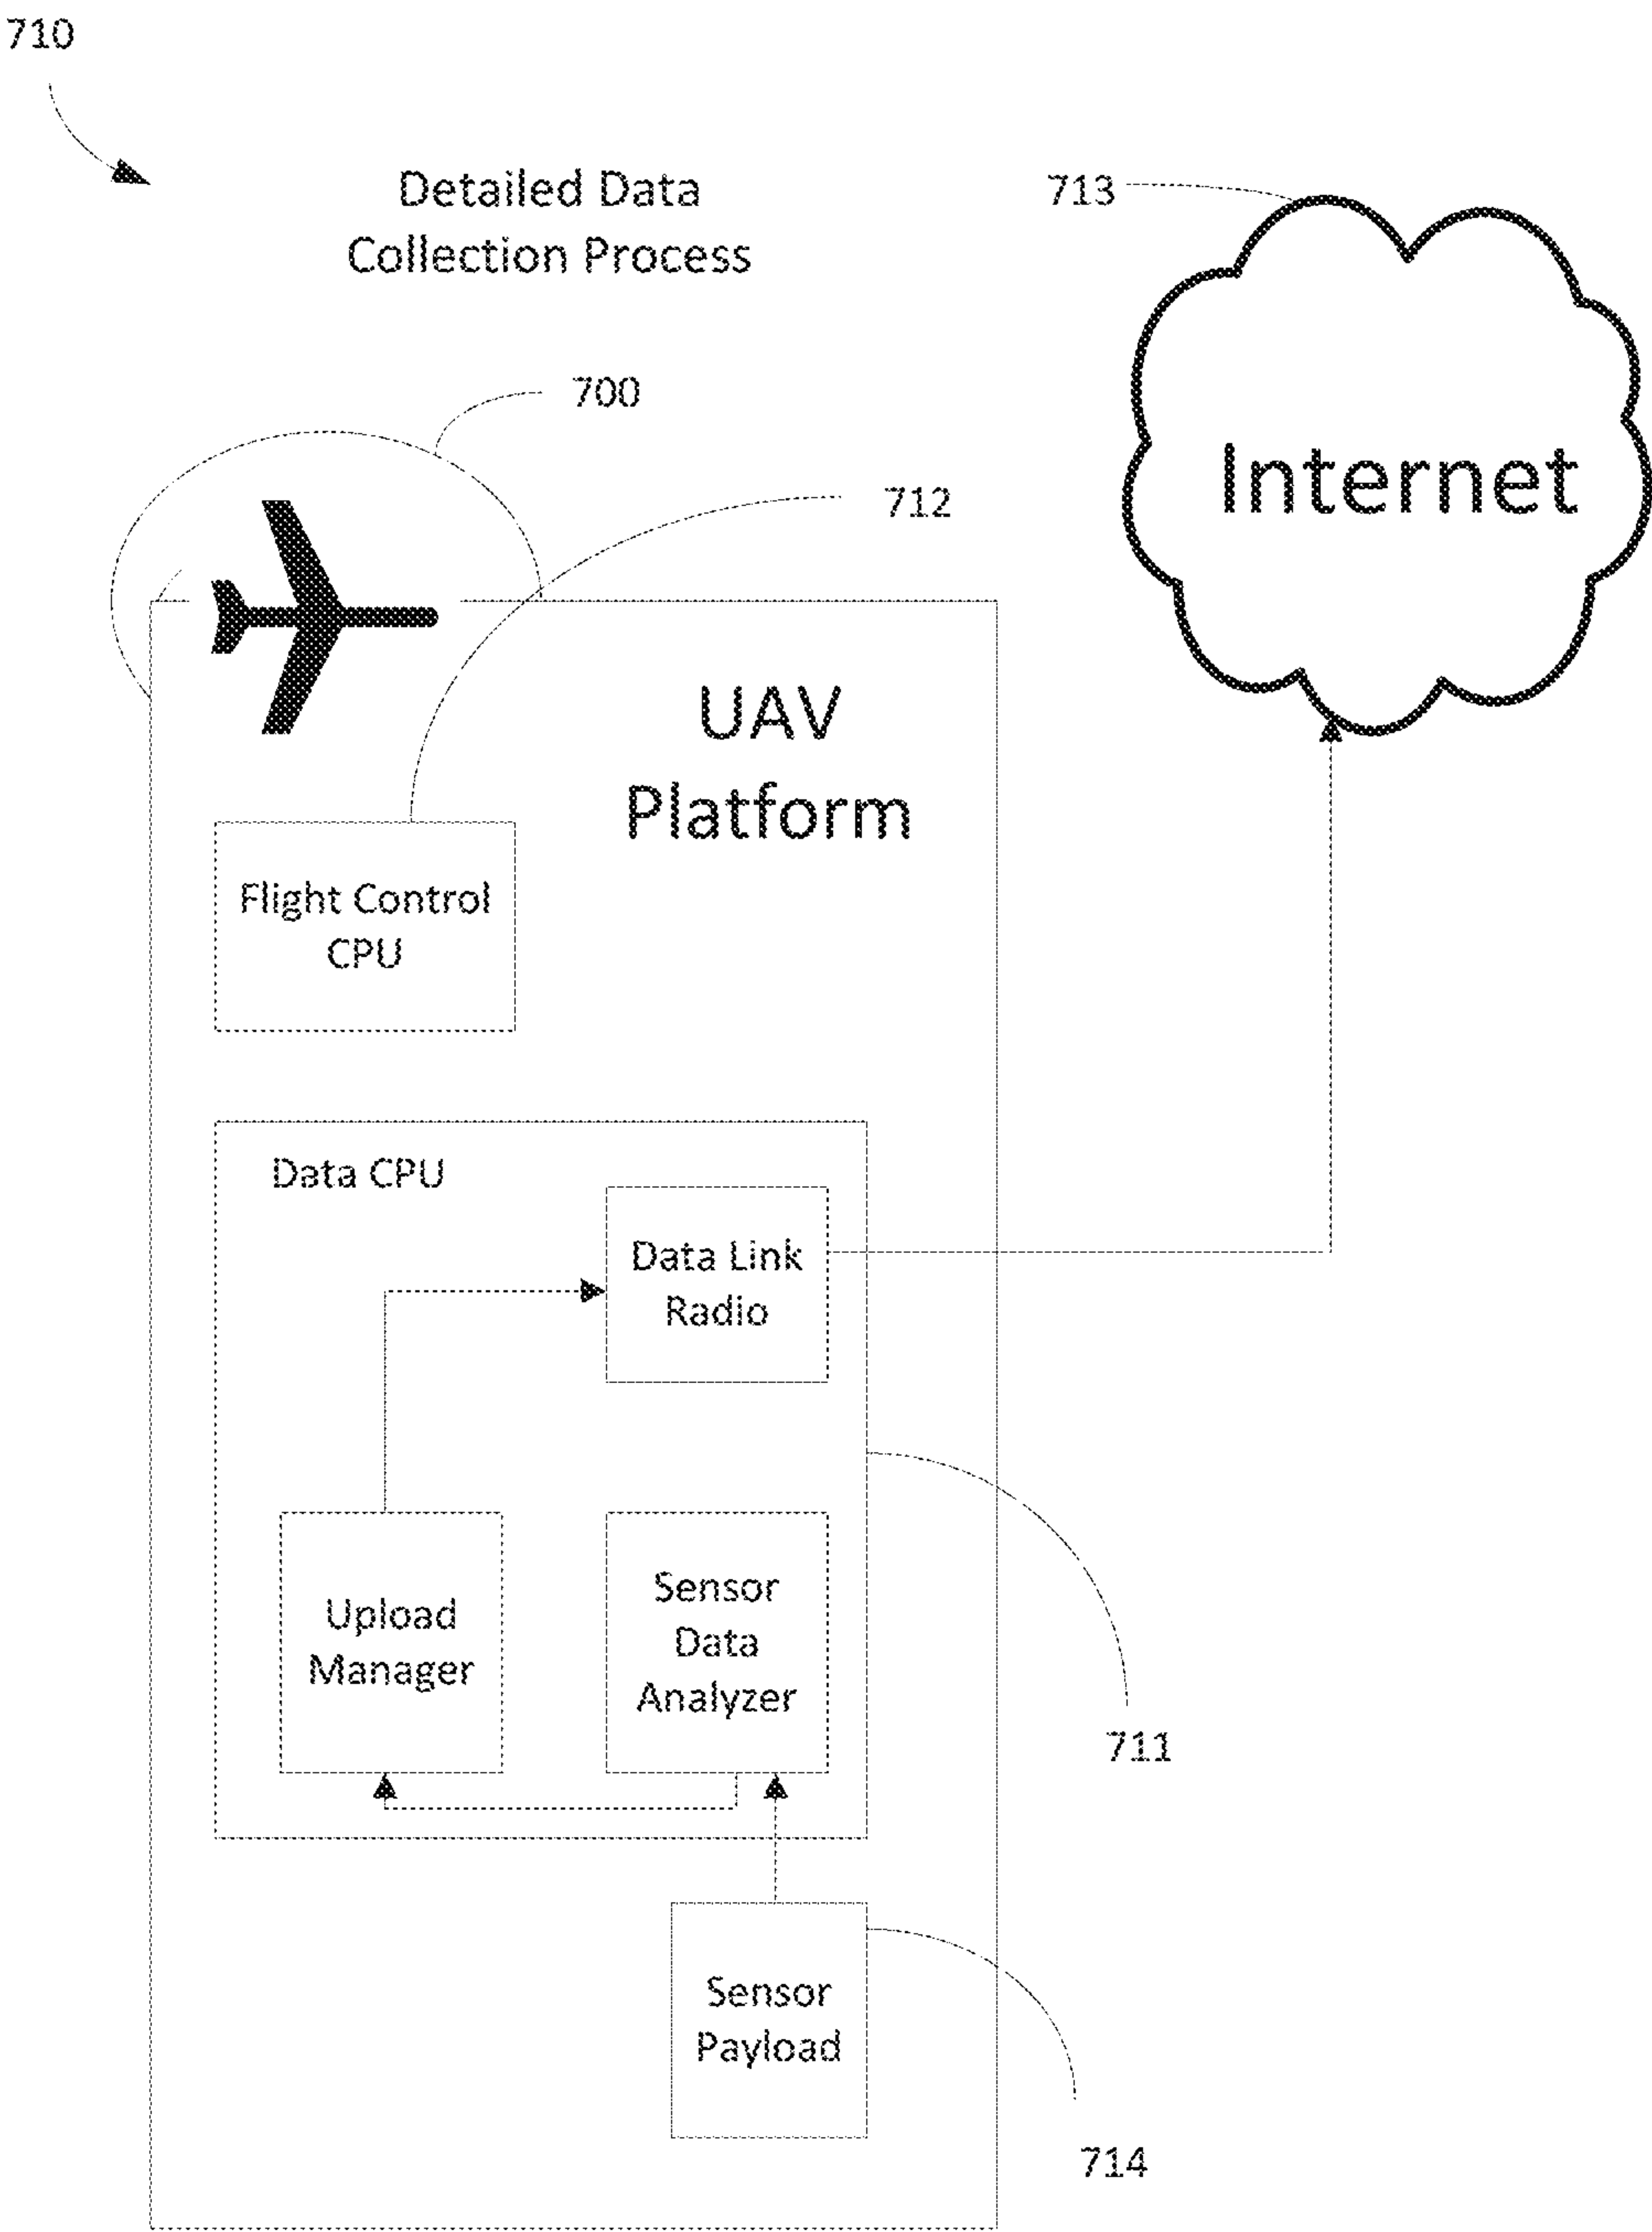 710
Detailed Data
Collection Process
713
700
712
Internet
UAV
Platform
Flight Control
CPU
Data CPU
Data Link
Radio
Upload
Manager
Sensor
Data
Analyzer
711
Sensor
Payload
714